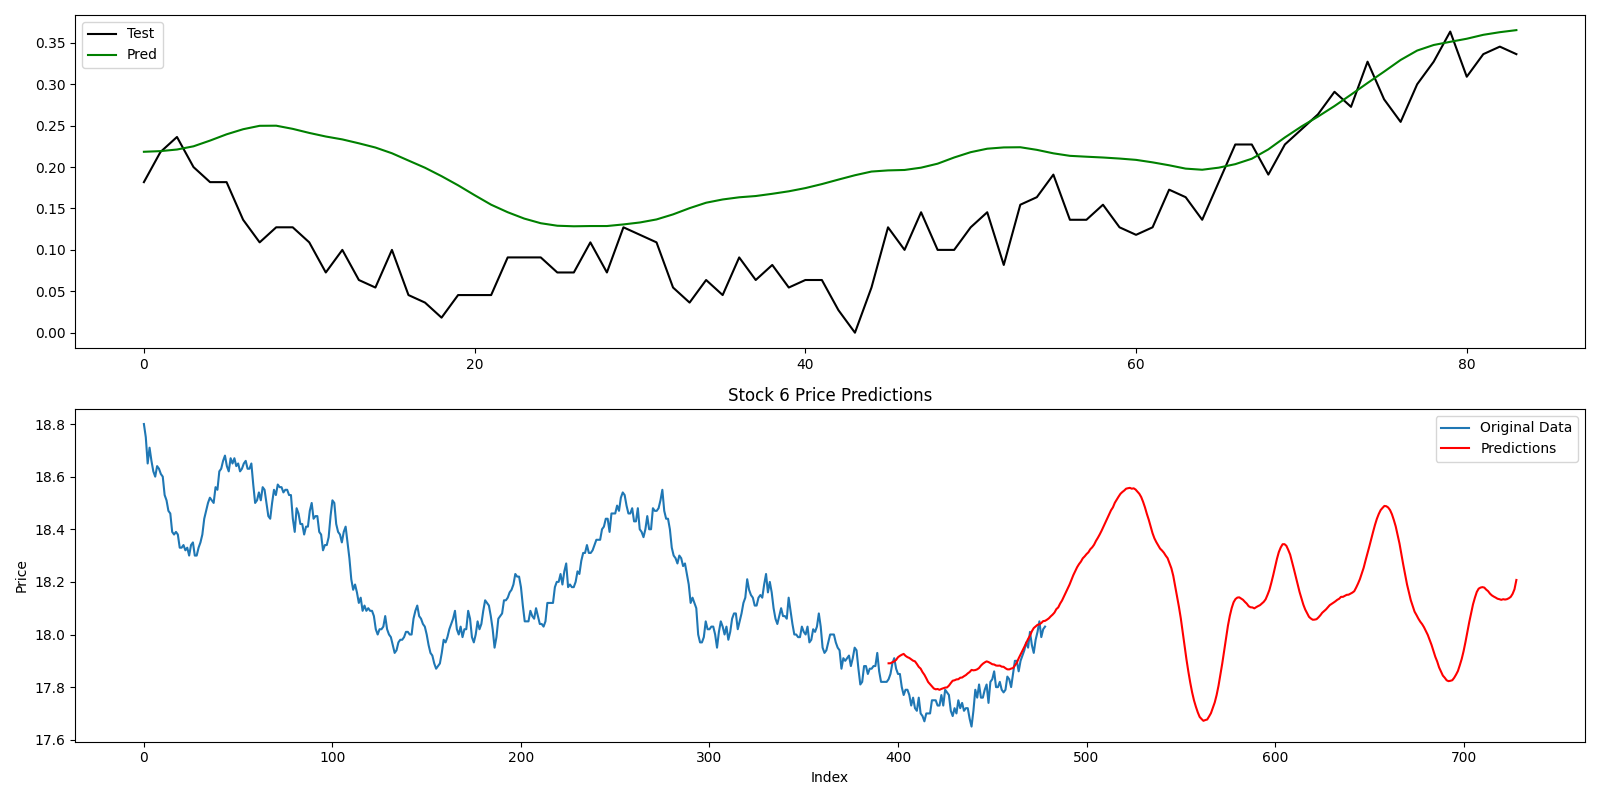 Test
Pred
0.35
0.30
0.25
0.20
0.15
0.10
0.05
0.00
0 20 40 60 80
Stock 6 Price Predictions
Original Data
Predictions
18.8
18.6
18.4
18.2
18.0
17.8
17.6
Price
0 100 200 300 400 500 600 700
Index